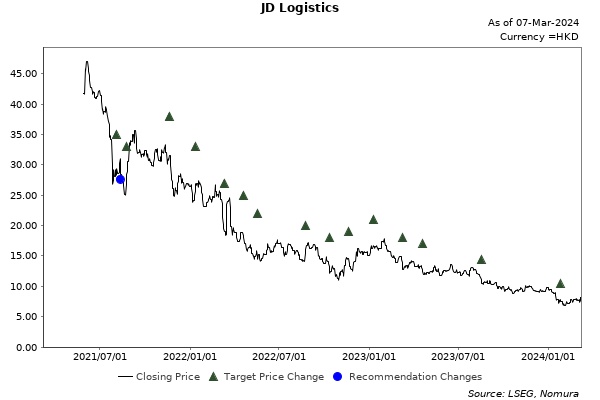 JD Logistics
As of 07-Mar-2024
Currency =HKD
45.00
40.00
35.00
30.00
25.00
20.00
15.00
10.00
5.00
0.00
2021/07/01 2022/01/01 2022/07/01 2023/01/01 2023/07/01 2024/01/01
Closing Price Target Price Change Recommendation Changes
Source: LSEG, Nomura